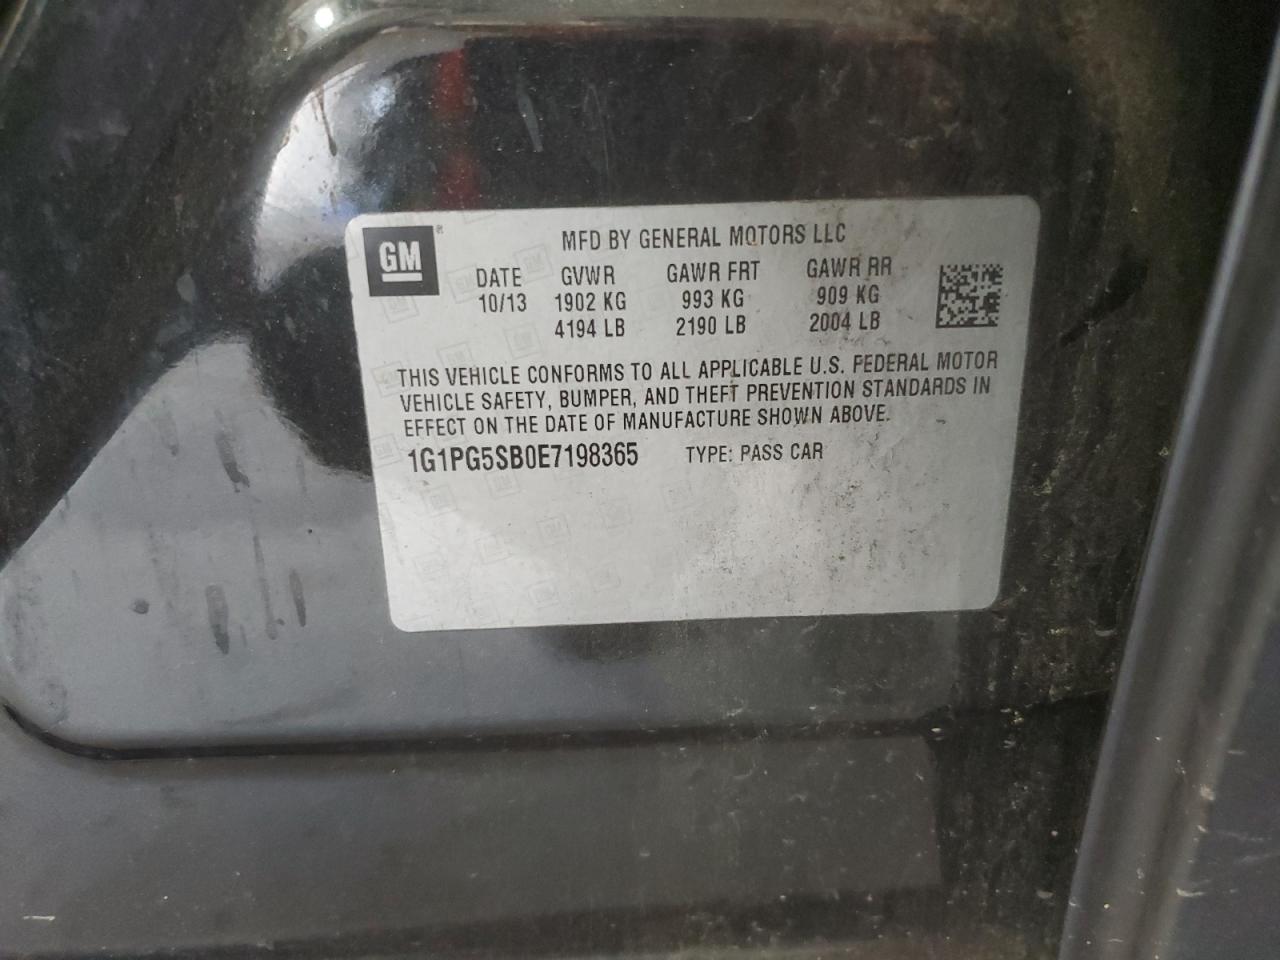 GM®
MFD BY GENERAL MOTORS LLC
DATE GVWR GAWR FRT GAWR RR
10/13 1902 KG 993 KG 909 KG
4194 LB 2190 LB 2004 LB
THIS VEHICLE CONFORMS TO ALL APPLICABLE U.S. FEDERAL MOTOR
VEHICLE SAFETY, BUMPER, AND THEFT PREVENTION STANDARDS IN
EFFECT ON THE DATE OF MANUFACTURE SHOWN ABOVE.
1G1PG5SB0E7198365 TYPE: PASS CAR